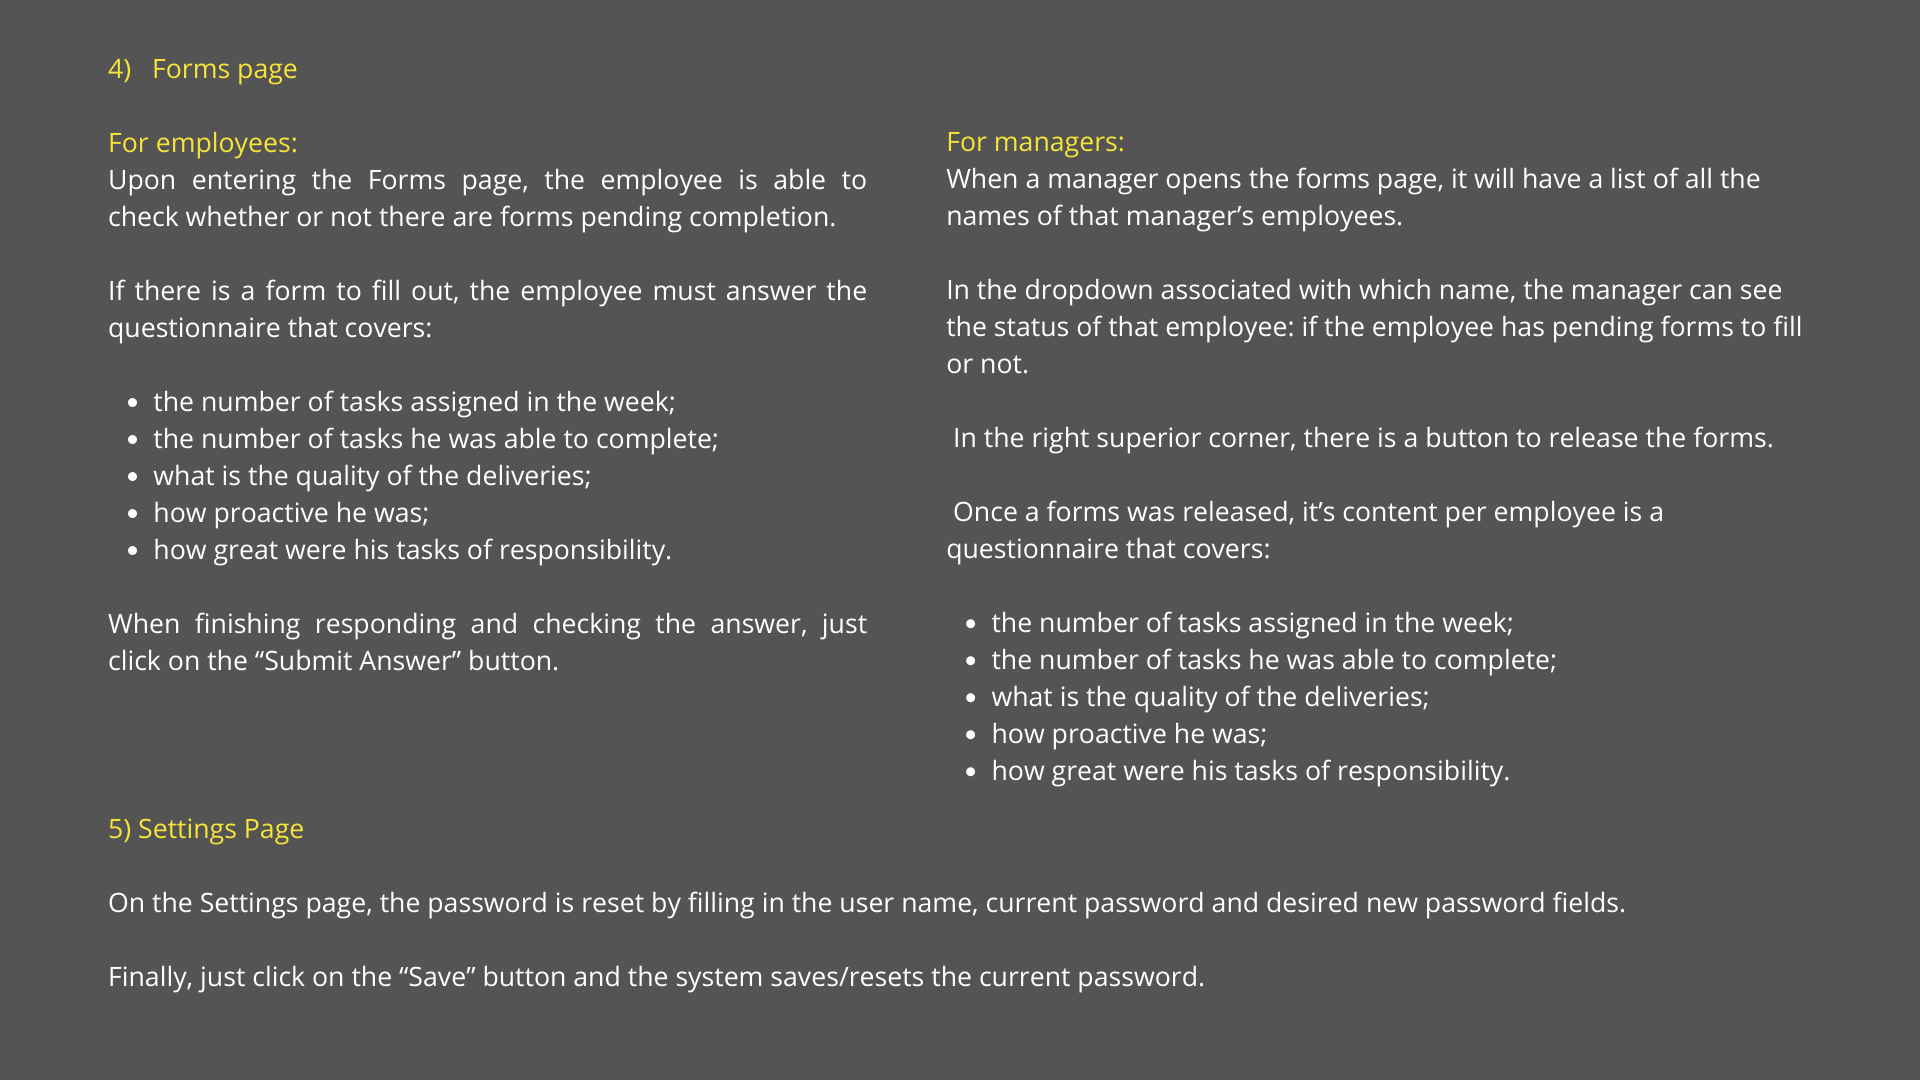 4) Forms page
For employees:
Upon entering the Forms page, the employee is able to
check whether or not there are forms pending completion.
If there is a form to fill out, the employee must answer the
questionnaire that covers:
• the number of tasks assigned in the week;
• the number of tasks he was able to complete;
• what is the quality of the deliveries;
• how proactive he was;
• how great were his tasks of responsibility.
When finishing responding and checking the answer, just
click on the “Submit Answer” button.
For managers:
When a manager opens the forms page, it will have a list of all the
names of that manager’s employees.
In the dropdown associated with which name, the manager can see
the status of that employee: if the employee has pending forms to fill
or not.
In the right superior corner, there is a button to release the forms.
Once a forms was released, it’s content per employee is a
questionnaire that covers:
• the number of tasks assigned in the week;
• the number of tasks he was able to complete;
• what is the quality of the deliveries;
• how proactive he was;
• how great were his tasks of responsibility.
5) Settings Page
On the Settings page, the password is reset by filling in the user name, current password and desired new password fields.
Finally, just click on the “Save” button and the system saves/resets the current password.